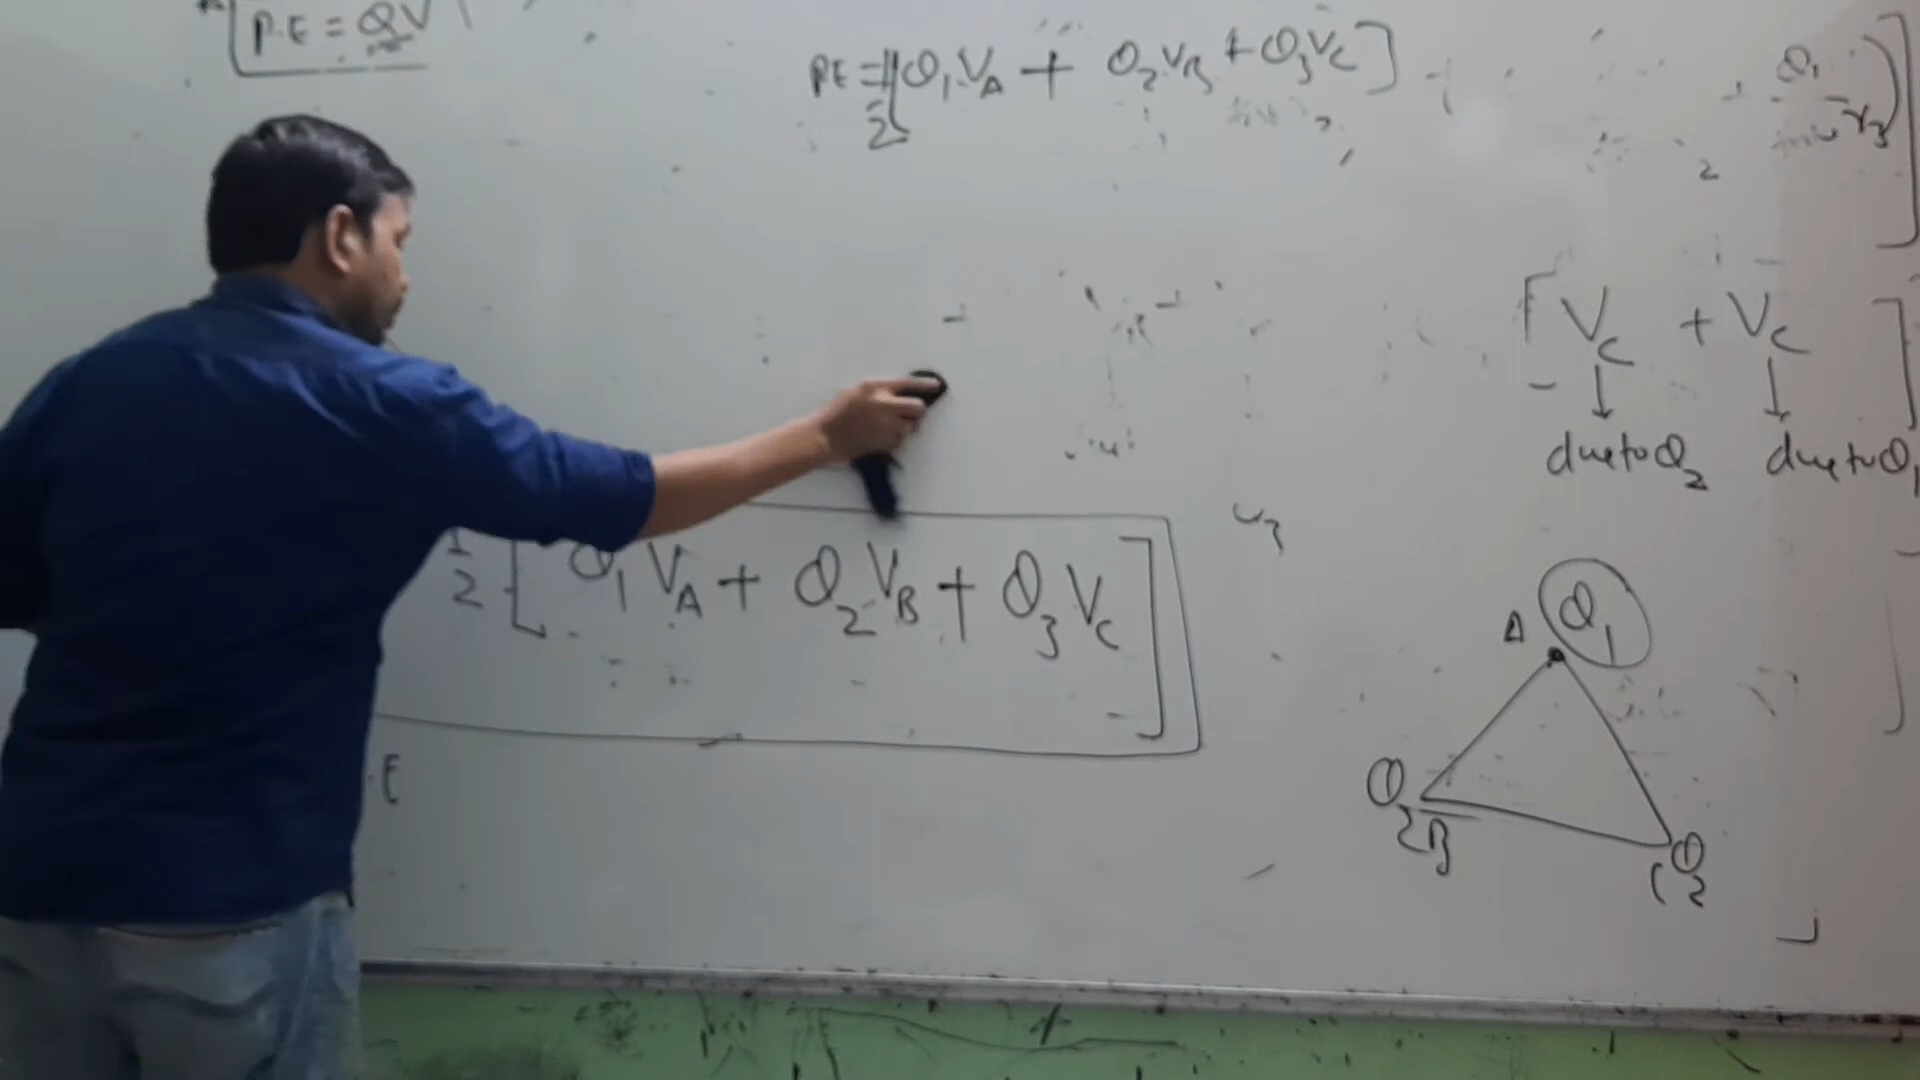 P.E = QV
PE = 1/2 [Q₁V_A + Q₂V_B + Q₃V_C]
+ Q₁
r₃
2
[V_C + V_C]
due to Q₂ due to Q₁
1/2 [Q₁V_A + Q₂V_B + Q₃V_C]
A Q₁
.E
Q₂ B
C Q₂